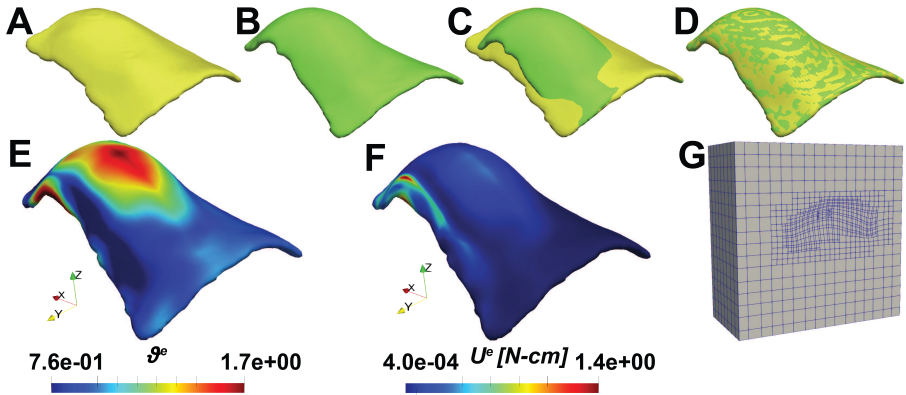 A B C D
E F G
Z X Y
Z X Y
ϑᵉ
7.6e-01 1.7e+00
Uᵉ [N-cm]
4.0e-04 1.4e+00